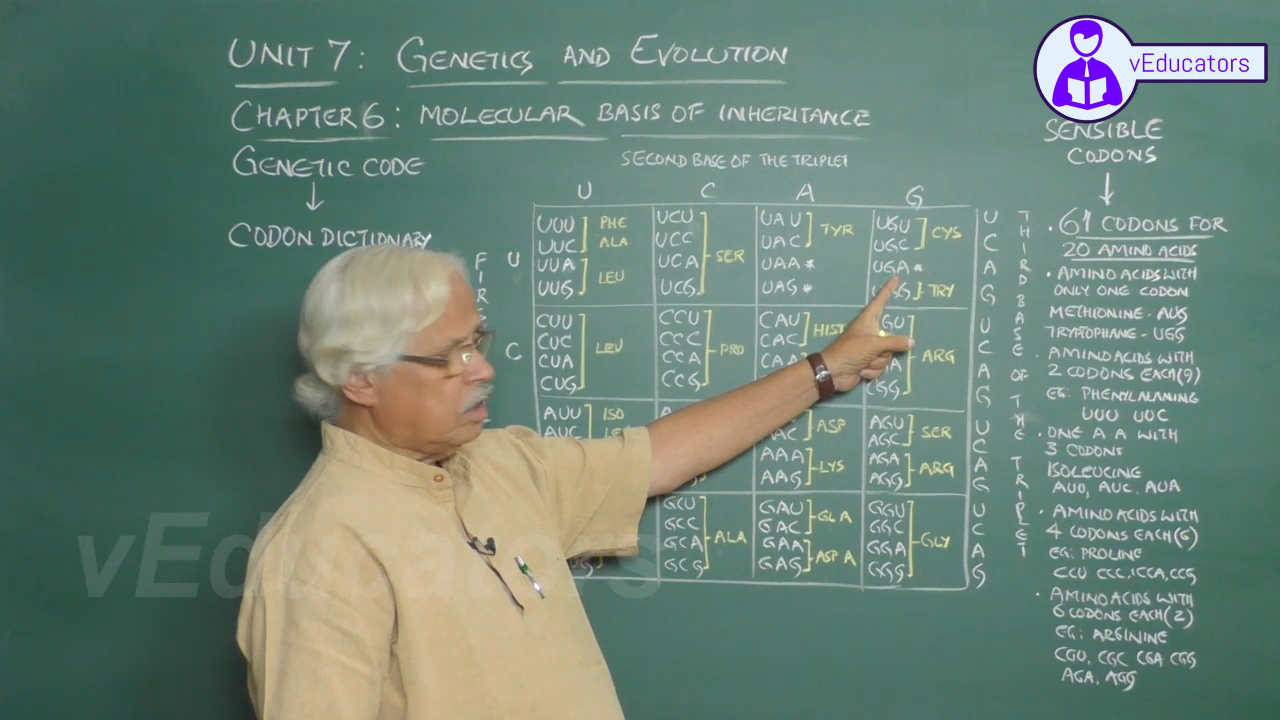 UNIT 7: GENETICS AND EVOLUTION
vEducators
CHAPTER 6: MOLECULAR BASIS OF INHERITANCE
GENETIC CODE
CODON DICTIONARY
SECOND BASE OF THE TRIPLET
U C A G
FIR
U
UUU PHE UCU UAU TYR UGU CYS U
UUC ALA UCC UAC UGC C
UUA LEU UCA SER UAA* UGA* A
UUG UCG UAG* UGG TRY G
C
CUU CCU CAU HIST U
CUC LEU CCC PRO CAC C
CUA CCA ARG A
CUG CCG CGG G
AUU ISO ASP AGU SER U
AUC AGC C
AAA LYS AGA ARG A
AAG AGG G
GCU GAU GLA GGU U
GCC ALA GAC GGC GLY C
GCA GAA ASP A GGA A
GCG GAG GGG G
THIRD BASE OF THE TRIPLET
SENSIBLE
CODONS
61 CODONS FOR
20 AMINO ACIDS
• AMINO ACIDS WITH
ONLY ONE CODON
METHIONINE - AUG
TRYPTOPHANE - UGG
• AMINO ACIDS WITH
2 CODONS EACH (9)
EG: PHENYLALANING
UUU UUC
• ONE A A WITH
3 CODONS
ISOLEUCINE
AUU, AUC, AUA
• AMINO ACIDS WITH
4 CODONS EACH (5)
EG: PROLINE
CCU CCC, CCA, CCG
• AMINO ACIDS WITH
6 CODONS EACH (2)
EG: ARGININE
CGU, CGC CGA CGG
AGA, AGG
vEducators